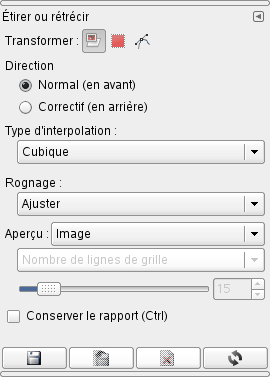 Étirer ou rétrécir
Transformer :
Direction
Normal (en avant)
Correctif (en arrière)
Type d'interpolation :
Cubique
Rognage :
Ajuster
Aperçu : Image
Nombre de lignes de grille
15
Conserver le rapport (Ctrl)